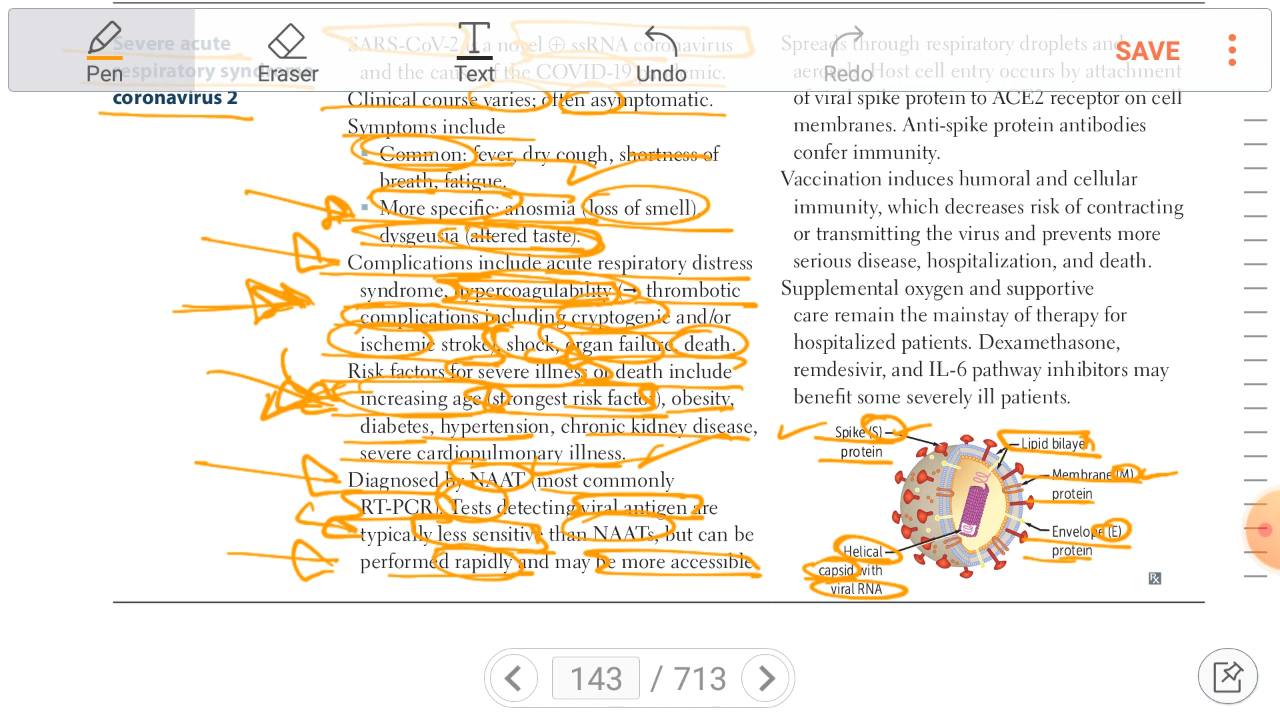 Pen
Eraser
Text
Undo
Redo
SAVE
Severe acute
respiratory syndrome
coronavirus 2
SARS-CoV-2 is a novel ⊕ ssRNA coronavirus
and the cause of the COVID-19 pandemic.
Clinical course varies; often asymptomatic.
Symptoms include
Common: fever, dry cough, shortness of
breath, fatigue.
More specific: anosmia (loss of smell)
dysgeusia (altered taste).
Complications include acute respiratory distress
syndrome, hypercoagulability (→ thrombotic
complications including cryptogenic and/or
ischemic stroke), shock, organ failure, death.
Risk factors for severe illness or death include
increasing age (strongest risk factor), obesity,
diabetes, hypertension, chronic kidney disease,
severe cardiopulmonary illness.
Diagnosed by NAAT (most commonly
RT-PCR). Tests detecting viral antigen are
typically less sensitive than NAATs, but can be
performed rapidly and may be more accessible.
Spreads through respiratory droplets and
aerosols. Host cell entry occurs by attachment
of viral spike protein to ACE2 receptor on cell
membranes. Anti-spike protein antibodies
confer immunity.
Vaccination induces humoral and cellular
immunity, which decreases risk of contracting
or transmitting the virus and prevents more
serious disease, hospitalization, and death.
Supplemental oxygen and supportive
care remain the mainstay of therapy for
hospitalized patients. Dexamethasone,
remdesivir, and IL-6 pathway inhibitors may
benefit some severely ill patients.
Spike (S)
protein
Lipid bilayer
Membrane (M)
protein
Envelope (E)
protein
Helical
capsid with
viral RNA
Rx
143 / 713